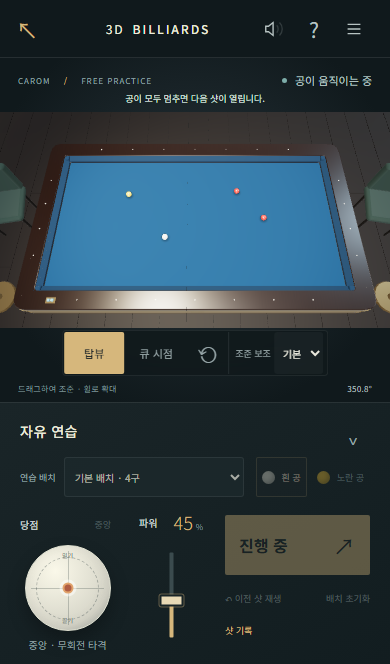 3D BILLIARDS
?
CAROM / FREE PRACTICE
공이 움직이는 중
공이 모두 멈추면 다음 샷이 열립니다.
탑뷰
큐 시점
조준 보조
기본
드래그하여 조준 · 휠로 확대
350.8°
자유 연습
연습 배치
기본 배치 · 4구
흰 공
노란 공
당점
중앙
파워
45 %
진행 중
이전 샷 재생
배치 초기화
샷 기록
중앙 · 무회전 타격